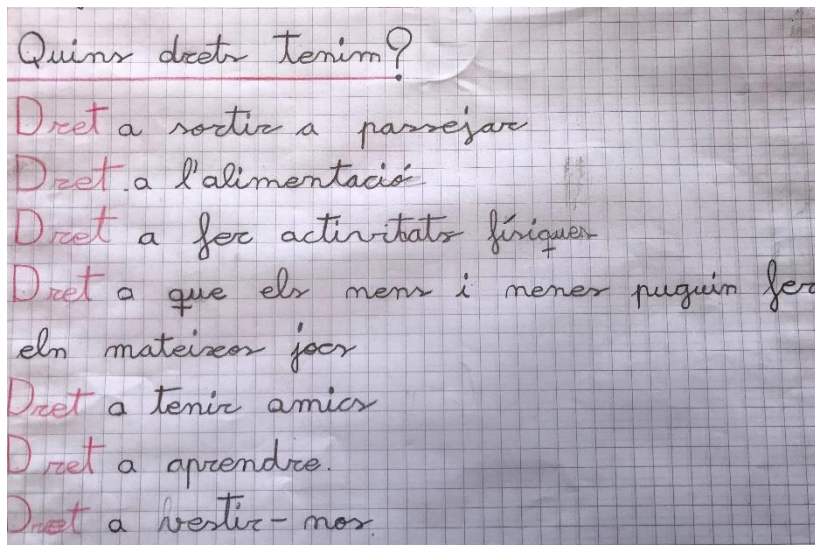 Quins drets tenim?
Dret a sortir a passejar
Dret a l'alimentació
Dret a fer activitats físiques
Dret a que els nens i nenes puguin fer
els mateixos jocs
Dret a tenir amics
Dret a aprendre.
Dret a vestir-nos.